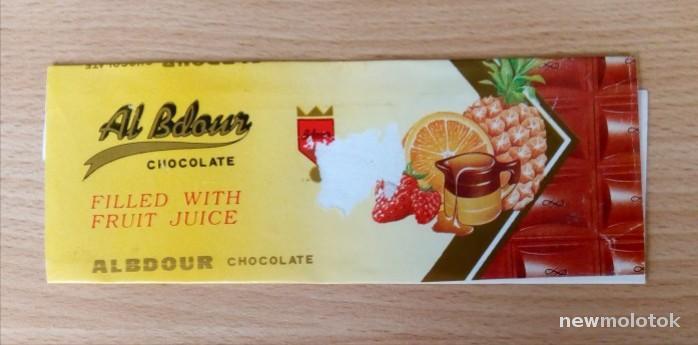 Al Bdour
CHOCOLATE
FILLED WITH
FRUIT JUICE
ALBDOUR CHOCOLATE
newmolotok